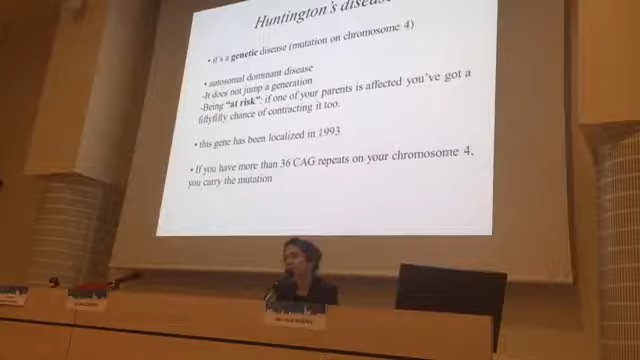 Huntington's disease
• it's a genetic disease (mutation on chromosome 4)
• autosomal dominant disease
-It does not jump a generation
-Being "at risk": if one of your parents is affected you've got a
fiftyfifty chance of contracting it too.
• this gene has been localized in 1993
• If you have more than 36 CAG repeats on your chromosome 4,
you carry the mutation